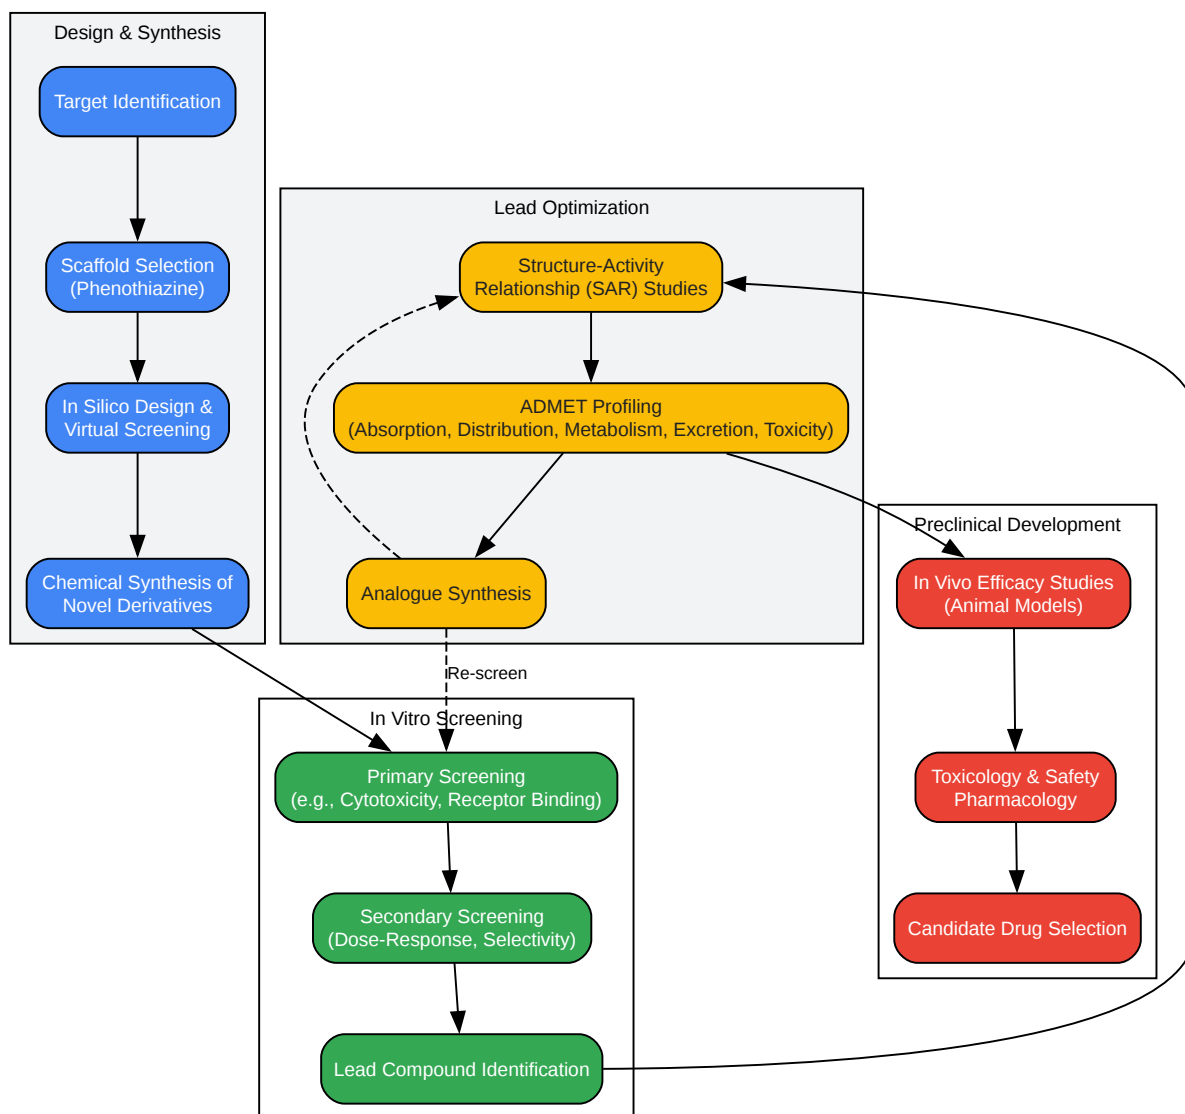 Design & Synthesis
Target Identification
Scaffold Selection
(Phenothiazine)
In Silico Design &
Virtual Screening
Chemical Synthesis of
Novel Derivatives
Lead Optimization
Structure-Activity
Relationship (SAR) Studies
ADMET Profiling
(Absorption, Distribution, Metabolism, Excretion, Toxicity)
Analogue Synthesis
Re-screen
In Vitro Screening
Primary Screening
(e.g., Cytotoxicity, Receptor Binding)
Secondary Screening
(Dose-Response, Selectivity)
Lead Compound Identification
Preclinical Development
In Vivo Efficacy Studies
(Animal Models)
Toxicology & Safety
Pharmacology
Candidate Drug Selection